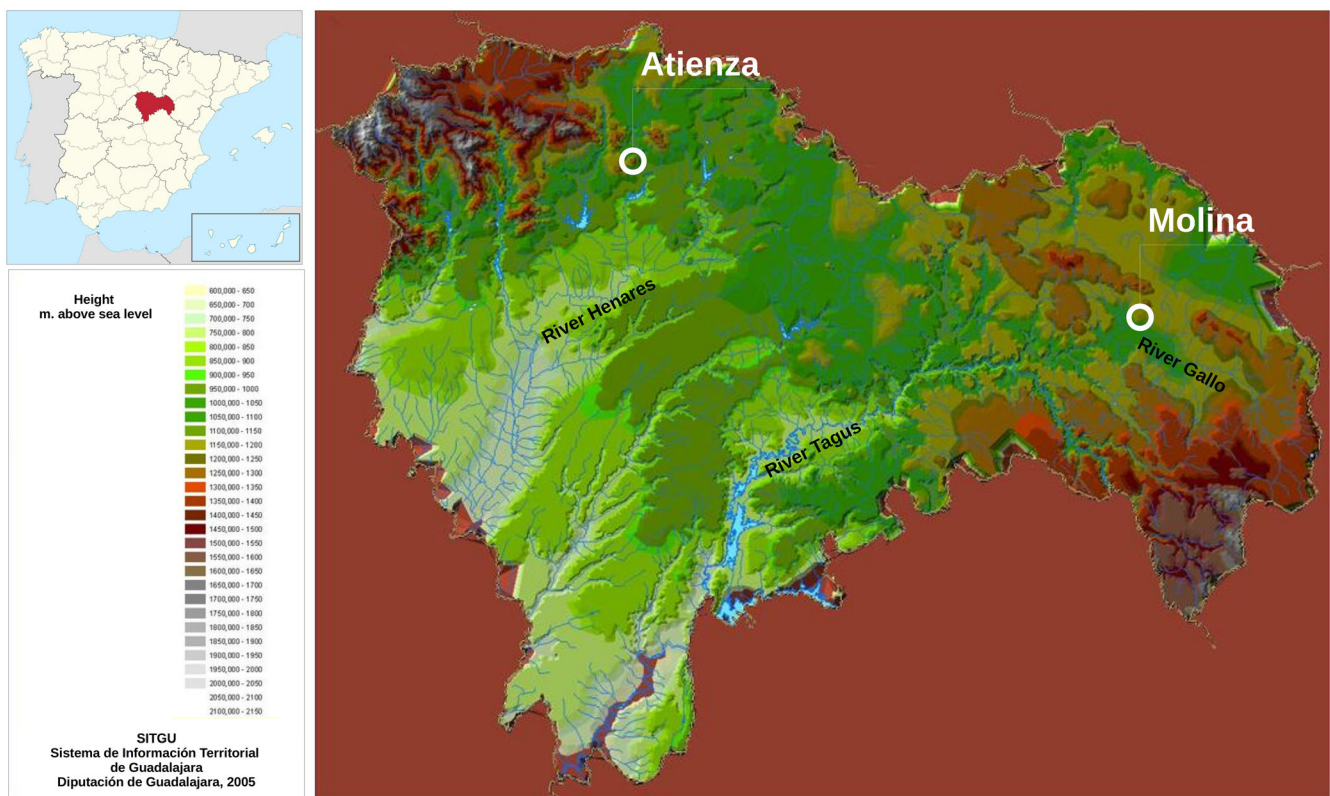 Atienza
Molina
River Henares
River Gallo
River Tagus
Height
m. above sea level
600,000 - 650
650,000 - 700
700,000 - 750
750,000 - 800
800,000 - 850
850,000 - 900
900,000 - 950
950,000 - 1000
1000,000 - 1050
1050,000 - 1100
1100,000 - 1150
1150,000 - 1200
1200,000 - 1250
1250,000 - 1300
1300,000 - 1350
1350,000 - 1400
1400,000 - 1450
1450,000 - 1500
1500,000 - 1550
1550,000 - 1600
1600,000 - 1650
1650,000 - 1700
1700,000 - 1750
1750,000 - 1800
1800,000 - 1850
1850,000 - 1900
1900,000 - 1950
1950,000 - 2000
2000,000 - 2050
2050,000 - 2100
2100,000 - 2150
SITGU
Sistema de Información Territorial
de Guadalajara
Diputación de Guadalajara, 2005